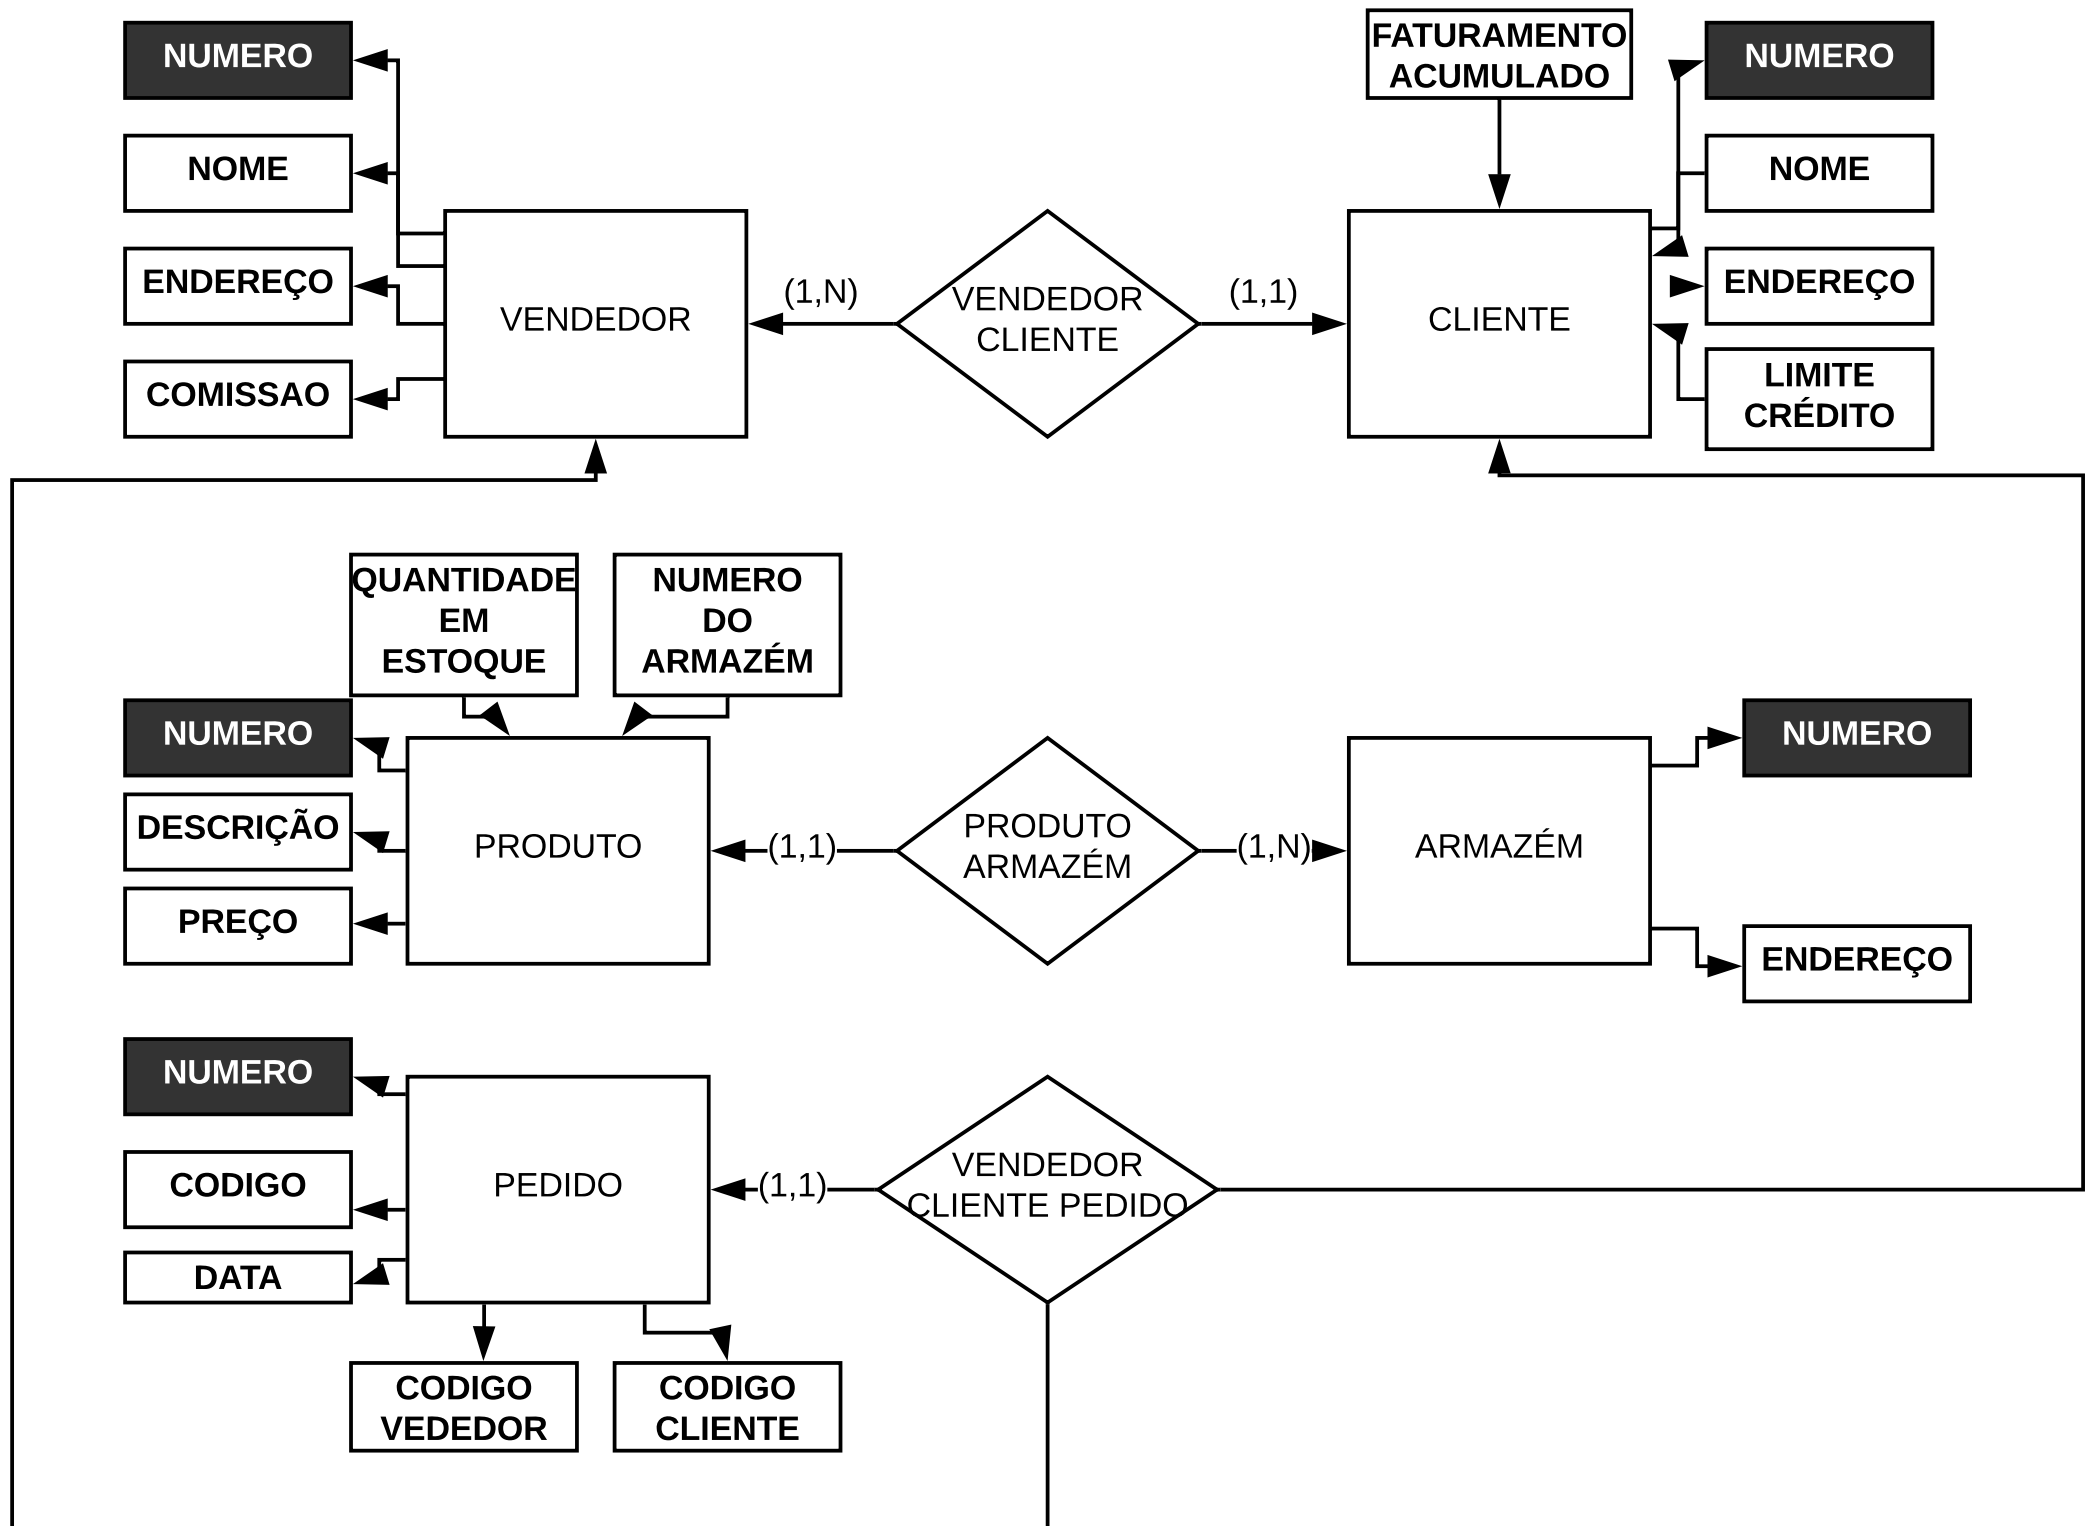 FATURAMENTO
ACUMULADO
NUMERO
NUMERO
NOME
NOME
ENDEREÇO
VENDEDOR
(1,N)
VENDEDOR
CLIENTE
(1,1)
CLIENTE
ENDEREÇO
COMISSAO
LIMITE
CRÉDITO
QUANTIDADE
EM
ESTOQUE
NUMERO
DO
ARMAZÉM
NUMERO
NUMERO
DESCRIÇÃO
PRODUTO
(1,1)
PRODUTO
ARMAZÉM
(1,N)
ARMAZÉM
PREÇO
ENDEREÇO
NUMERO
CODIGO
PEDIDO
(1,1)
VENDEDOR
CLIENTE PEDIDO
DATA
CODIGO
VEDEDOR
CODIGO
CLIENTE